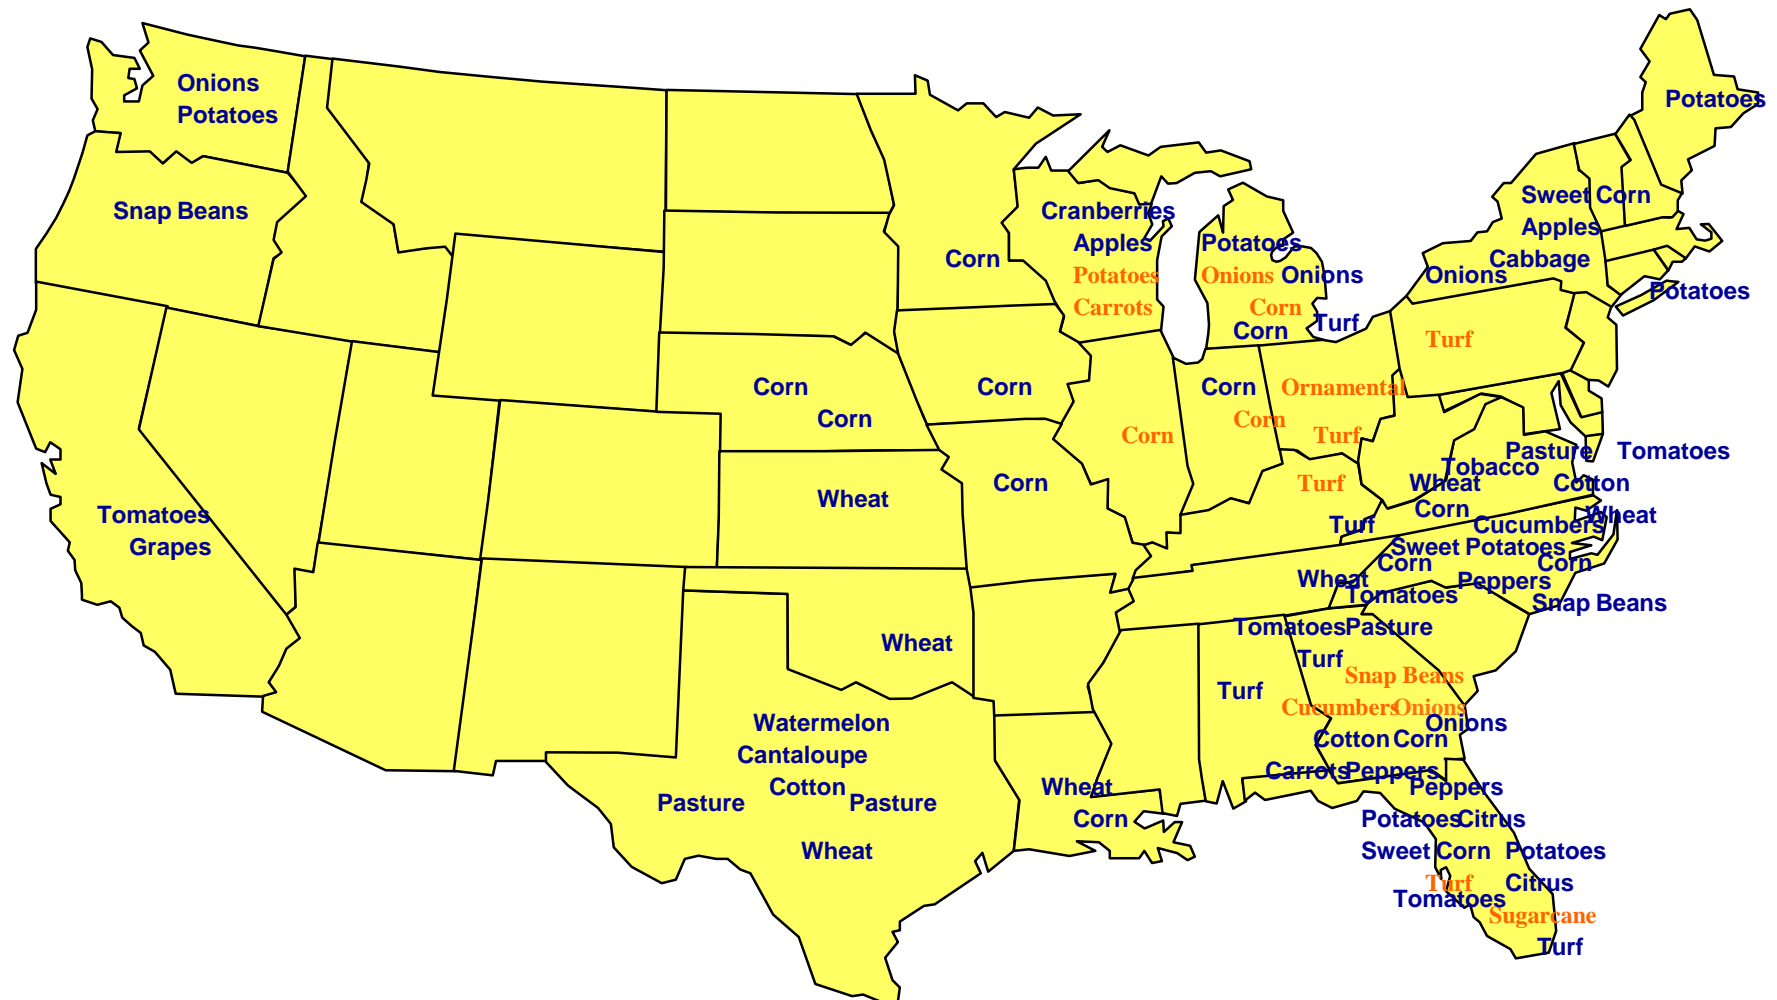 Onions
Potatoes
Potatoes
Snap Beans
Cranberries
Sweet Corn
Apples
Apples
Potatoes
Corn
Cabbage
Potatoes
Onions
Onions
Onions
Potatoes
Carrots
Corn
Corn
Turf
Turf
Corn
Corn
Corn
Ornamental
Corn
Corn
Corn
Turf
Pasture
Tomatoes
Tobacco
Wheat
Corn
Turf
Wheat
Cotton
Corn
Tomatoes
Grapes
Turf
Cucumbers
Wheat
Sweet Potatoes
Corn
Corn
Wheat
Peppers
Tomatoes
Snap Beans
Wheat
Tomatoes
Pasture
Turf
Snap Beans
Turf
Cucumbers
Onions
Onions
Watermelon
Cotton
Corn
Cantaloupe
Carrots
Peppers
Cotton
Wheat
Peppers
Pasture
Pasture
Corn
Potatoes
Citrus
Wheat
Sweet Corn
Potatoes
Turf
Citrus
Tomatoes
Sugarcane
Turf